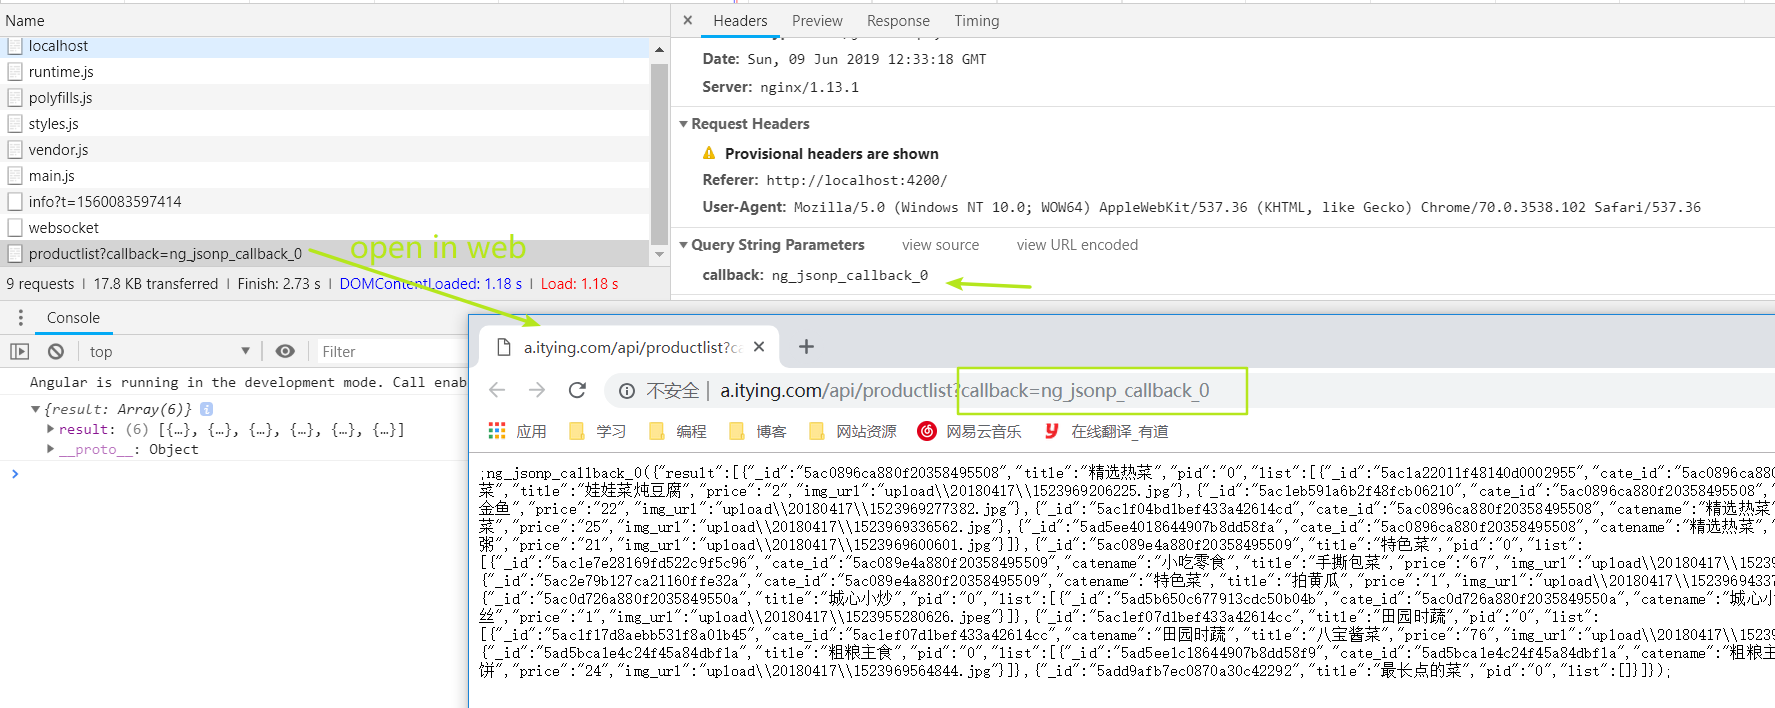 Name
localhost
runtime.js
polyfills.js
styles.js
vendor.js
main.js
info?t=1560083597414
websocket
productlist?callback=ng_jsonp_callback_0
open in web
9 requests | 17.8 KB transferred | Finish: 2.73 s | DOMContentLoaded: 1.18 s | Load: 1.18 s
Headers Preview Response Timing
Date: Sun, 09 Jun 2019 12:33:18 GMT
Server: nginx/1.13.1
Request Headers
Provisional headers are shown
Referer: http://localhost:4200/
User-Agent: Mozilla/5.0 (Windows NT 10.0; WOW64) AppleWebKit/537.36 (KHTML, like Gecko) Chrome/70.0.3538.102 Safari/537.36
Query String Parameters view source view URL encoded
callback: ng_jsonp_callback_0
Console
top Filter
Angular is running in the development mode. Call enab
{result: Array(6)}
result: (6) [{…}, {…}, {…}, {…}, {…}, {…}]
__proto__: Object
a.itying.com/api/productlist?ca
不安全 | a.itying.com/api/productlist?callback=ng_jsonp_callback_0
应用 学习 编程 博客 网站资源 网易云音乐 在线翻译_有道
;ng_jsonp_callback_0({"result":[{"_id":"5ac0896ca880f20358495508","title":"精选热菜","pid":"0","list":[{"_id":"5ac1a22011f48140d0002955","cate_id":"5ac0896ca880
菜","title":"娃娃菜炖豆腐","price":"2","img_url":"upload\\20180417\\1523969206225.jpg"},{"_id":"5ac1eb591a6b2f48fcb06210","cate_id":"5ac0896ca880f20358495508",
金鱼","price":"22","img_url":"upload\\20180417\\1523969277382.jpg"},{"_id":"5ac1f04bd1bef433a42614cd","cate_id":"5ac0896ca880f20358495508","catename":"精选热菜"
菜","price":"25","img_url":"upload\\20180417\\1523969336562.jpg"},{"_id":"5ad5ee4018644907b8dd58fa","cate_id":"5ac0896ca880f20358495508","catename":"精选热菜"
粥","price":"21","img_url":"upload\\20180417\\1523969600601.jpg"}]},{"_id":"5ac089e4a880f20358495509","title":"特色菜","pid":"0","list":
[{"_id":"5ac1e7e28169fd522c9f5c96","cate_id":"5ac089e4a880f20358495509","catename":"小吃零食","title":"手撕包菜","price":"67","img_url":"upload\\20180417\\1523
{"_id":"5ac2e79b127ca21160ffe32a","cate_id":"5ac089e4a880f20358495509","catename":"特色菜","title":"拍黄瓜","price":"1","img_url":"upload\\20180417\\152396943
{"_id":"5ac0d726a880f2035849550a","title":"城心小炒","pid":"0","list":[{"_id":"5ad5b650c677913cdc50b04b","cate_id":"5ac0d726a880f2035849550a","catename":"城心小
丝","price":"1","img_url":"upload\\20180417\\1523955280626.jpeg"}]},{"_id":"5ac1ef07d1bef433a42614cc","title":"田园时蔬","pid":"0","list":
[{"_id":"5ac1f17d8aebb531f8a01b45","cate_id":"5ac1ef07d1bef433a42614cc","catename":"田园时蔬","title":"八宝酱菜","price":"76","img_url":"upload\\20180417\\1523
{"_id":"5ad5bca1e4c24f45a84dbf1a","title":"粗粮主食","pid":"0","list":[{"_id":"5ad5ee1c18644907b8dd58f9","cate_id":"5ad5bca1e4c24f45a84dbf1a","catename":"粗粮主
饼","price":"24","img_url":"upload\\20180417\\1523969564844.jpg"}]},{"_id":"5add9afb7ec0870a30c42292","title":"最长点的菜","pid":"0","list":[]}]});